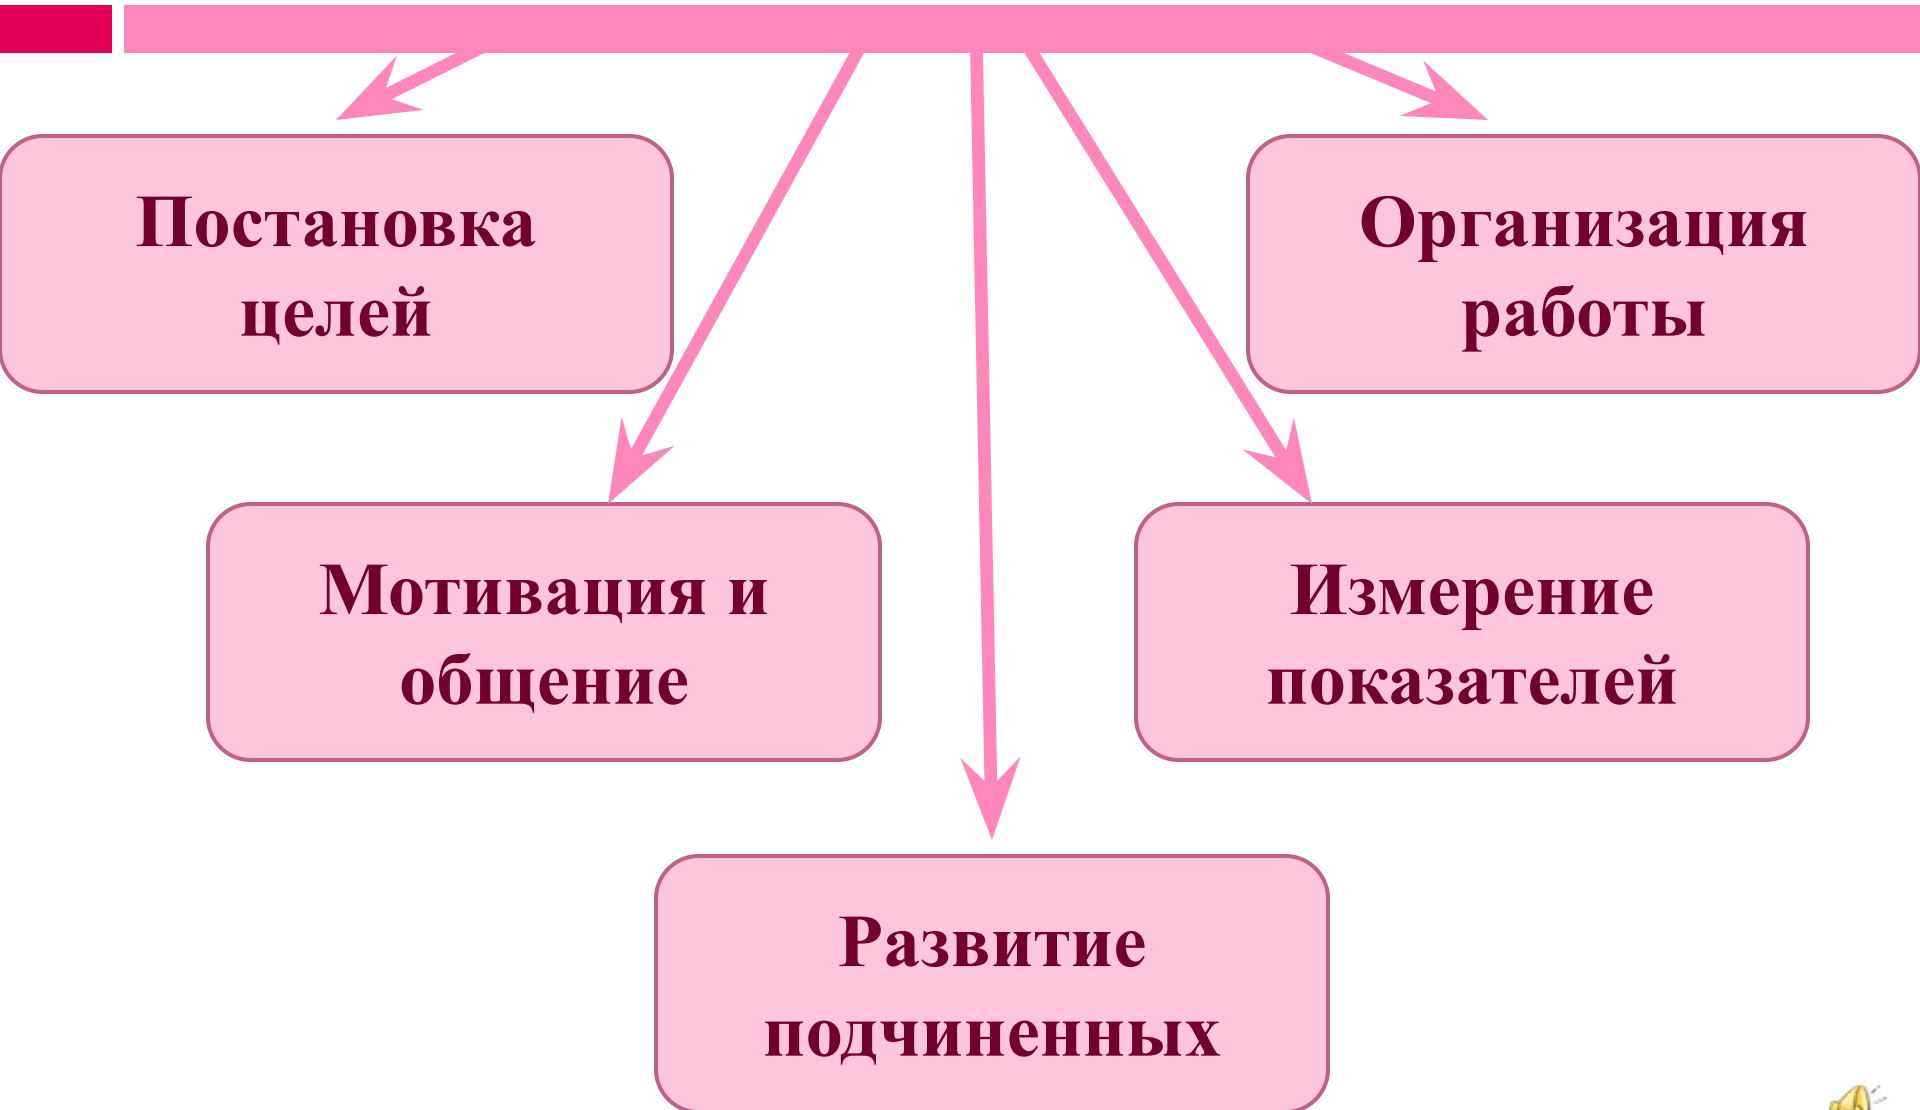 Постановка
целей
Организация
работы
Мотивация и
общение
Измерение
показателей
Развитие
подчиненных